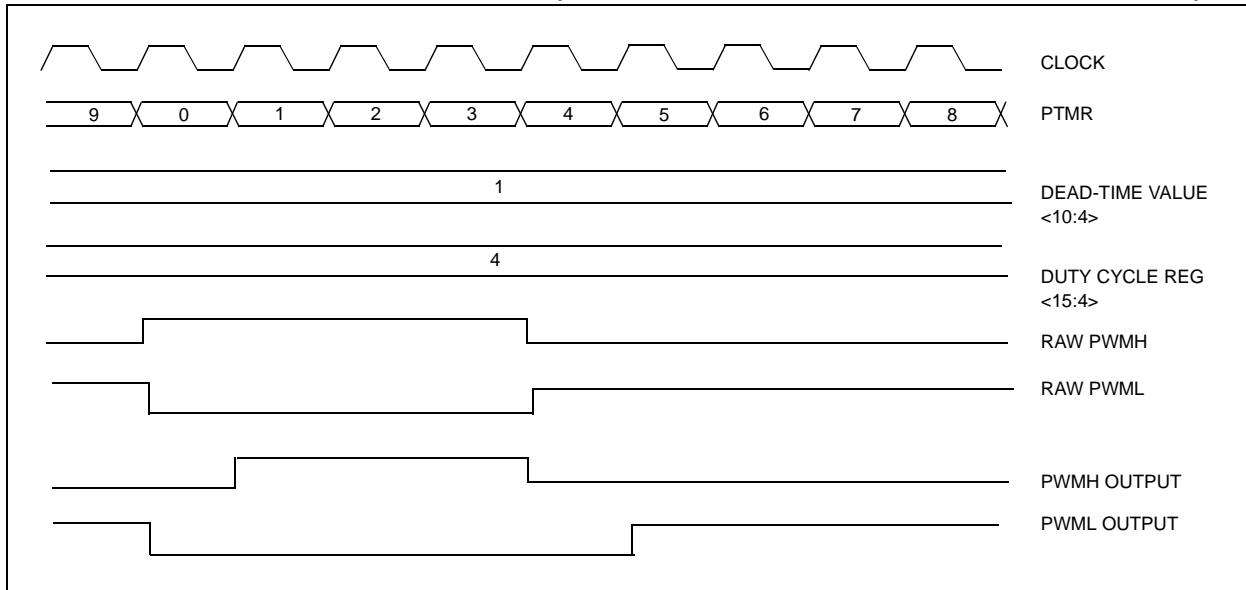 CLOCK
9 0 1 2 3 4 5 6 7 8 PTMR
1
DEAD-TIME VALUE
<10:4>
4
DUTY CYCLE REG
<15:4>
RAW PWMH
RAW PWML
PWMH OUTPUT
PWML OUTPUT